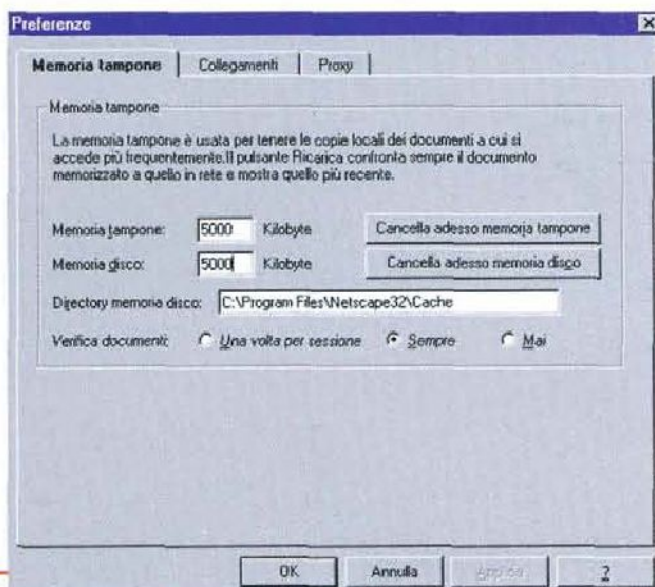 Preferenze
Memoria tampone Collegamenti Proxy
Memoria tampone
La memoria tampone è usata per tenere le copie locali dei documenti a cui si
accede più frequentemente.Il pulsante Ricarica confronta sempre il documento
memorizzato a quello in rete e mostra quello più recente.
Memoria tampone: 5000 Kilobyte Cancella adesso memoria tampone
Memoria disco: 5000 Kilobyte Cancella adesso memoria disco
Directory memoria disco: C:\Program Files\Netscape32\Cache
Verifica documenti: Una volta per sessione Sempre Mai
OK Annulla Applica ?